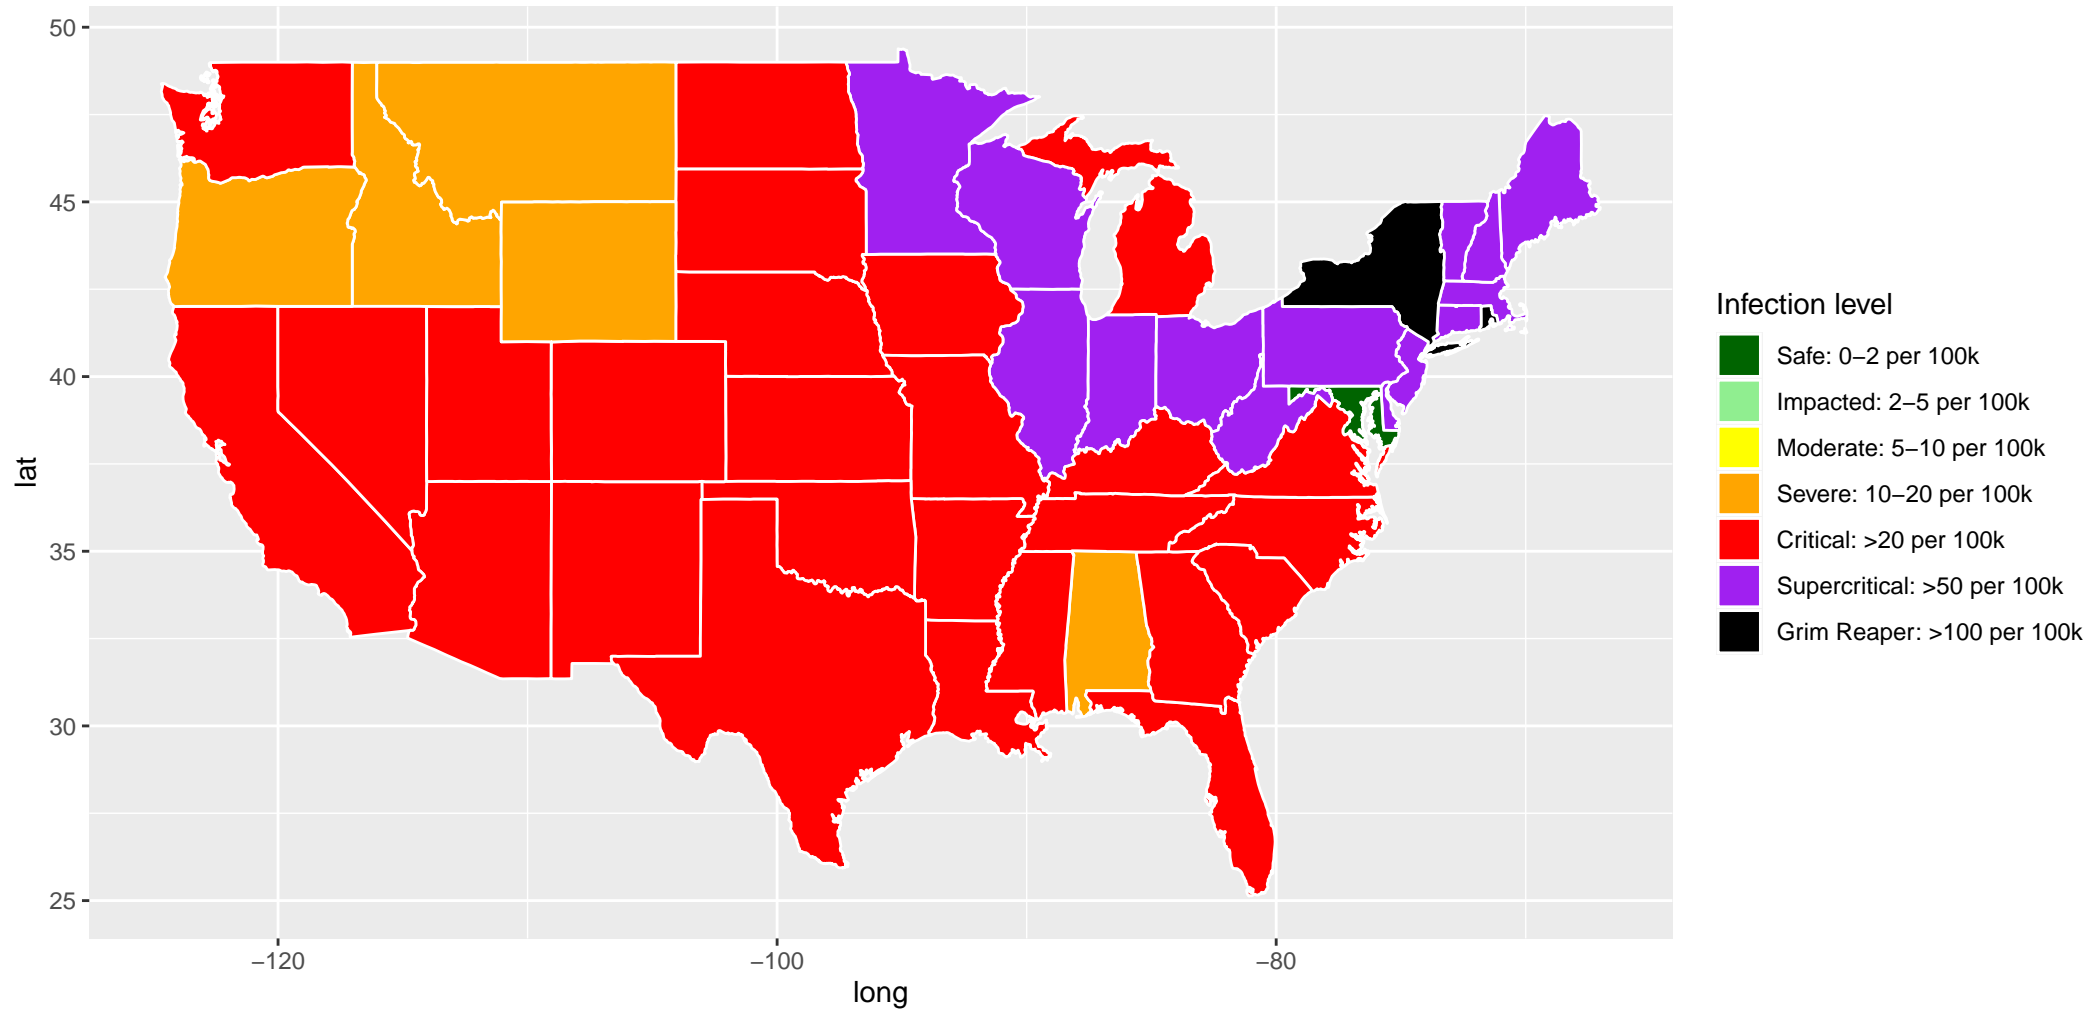 50
45
40
35
30
25
lat
−120
−100
−80
long
Infection level
Safe: 0−2 per 100k
Impacted: 2−5 per 100k
Moderate: 5−10 per 100k
Severe: 10−20 per 100k
Critical: >20 per 100k
Supercritical: >50 per 100k
Grim Reaper: >100 per 100k